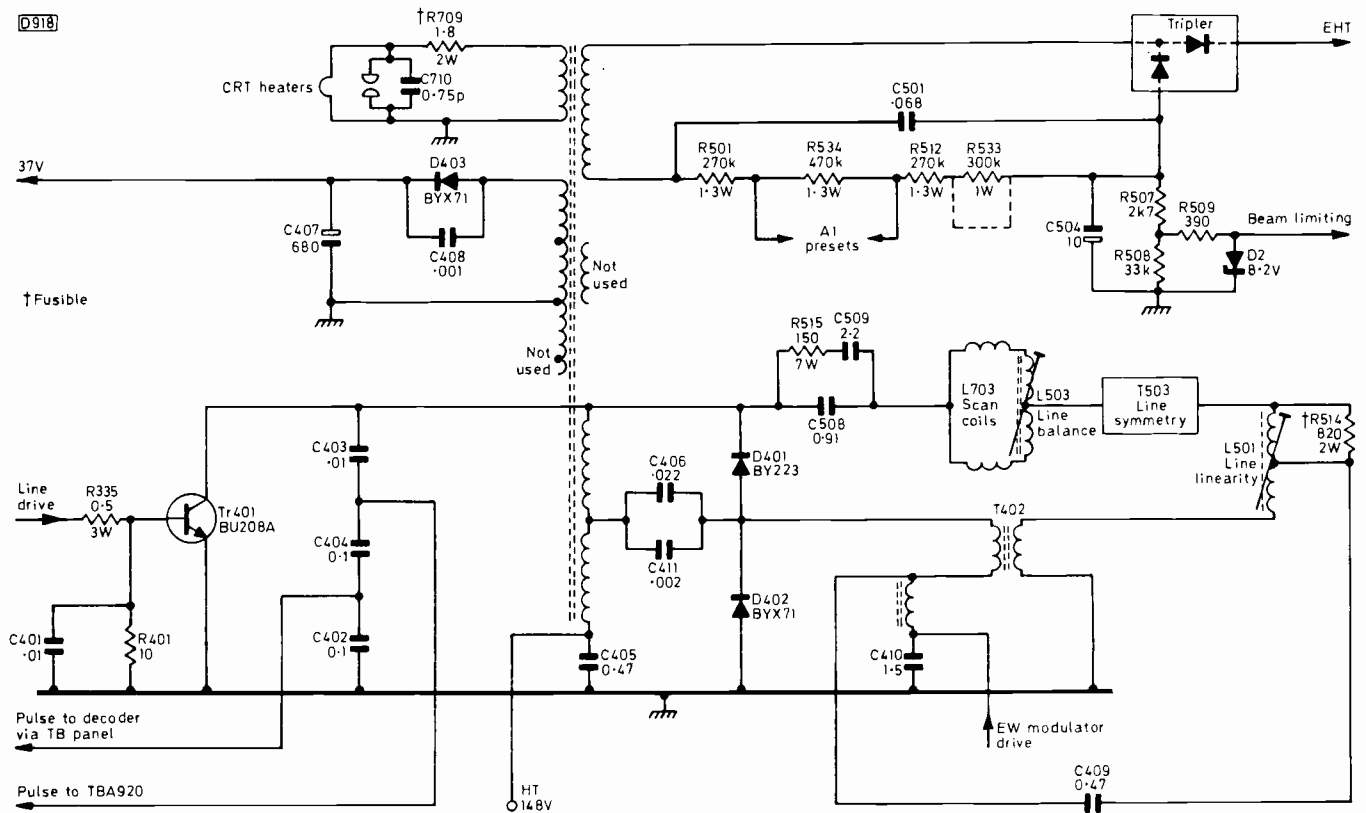 D918
†R709
1·8
2W
CRT heaters
C710
0·75p
Tripler
EHT
C501
·068
R501
270k
1·3W
R534
470k
1·3W
R512
270k
1·3W
R533
300k
1W
A1
presets
C504
10
R507
2k7
R509
390
Beam limiting
R508
33k
D2
8·2V
37V
D403
BYX71
C407
680
C408
·001
†Fusible
Not
used
Not
used
R515
150
7W
C509
2·2
C508
0·91
L703
Scan
coils
L503
Line
balance
T503
Line
symmetry
†R514
820
2W
L501
Line
linearity
C403
·01
C406
·022
D401
BY223
Line
drive
R335
0·5
3W
Tr401
BU208A
C404
0·1
C411
·002
T402
D402
BYX71
C401
·01
R401
10
C402
0·1
C405
0·47
C410
1·5
Pulse to decoder
via TB panel
EW modulator
drive
Pulse to TBA920
HT
148V
C409
0·47